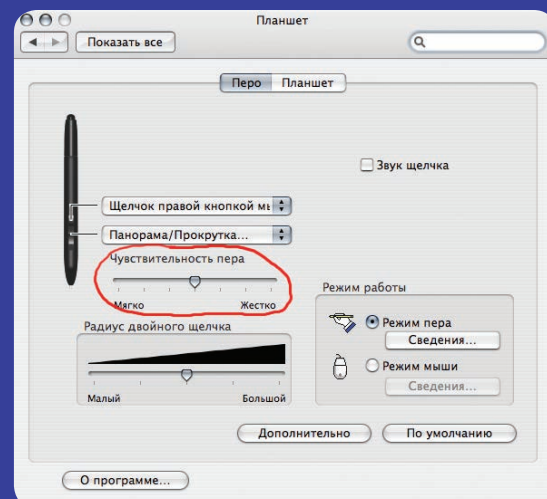 Планшет
Показать все
Перо Планшет
Звук щелчка
Щелчок правой кнопкой мы
Панорама/Прокрутка...
Чувствительность пера
Мягко Жестко
Режим работы
Режим пера
Сведения...
Режим мыши
Сведения...
Радиус двойного щелчка
Малый Большой
Дополнительно По умолчанию
О программе...